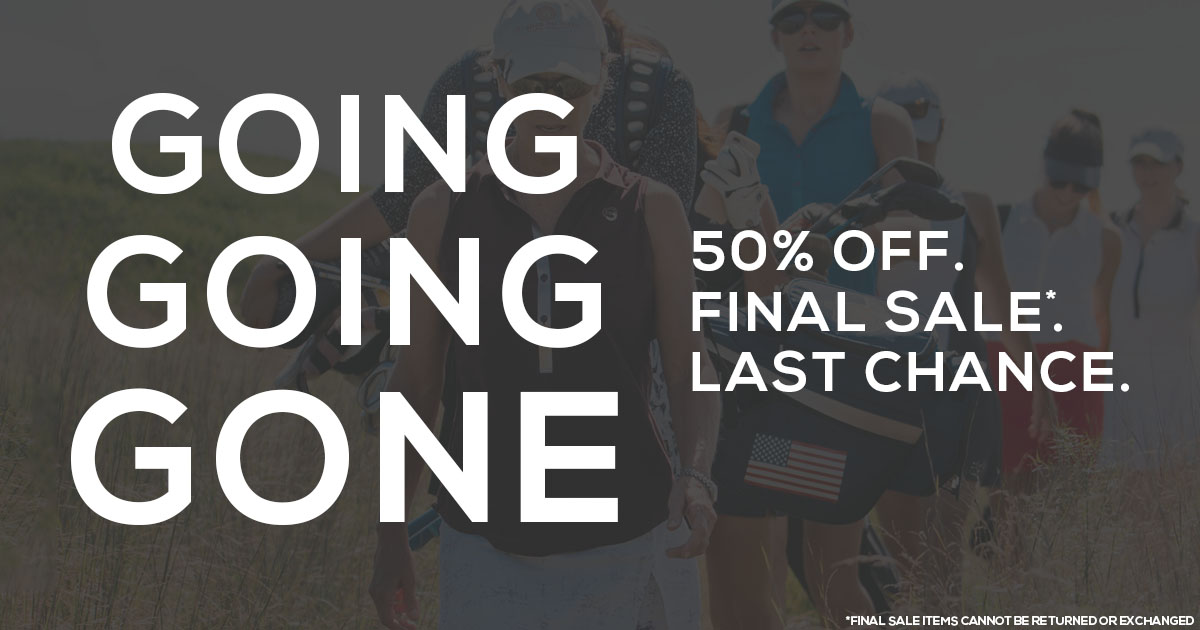 GOING
GOING
GONE
50% OFF.
FINAL SALE*.
LAST CHANCE.
*FINAL SALE ITEMS CANNOT BE RETURNED OR EXCHANGED